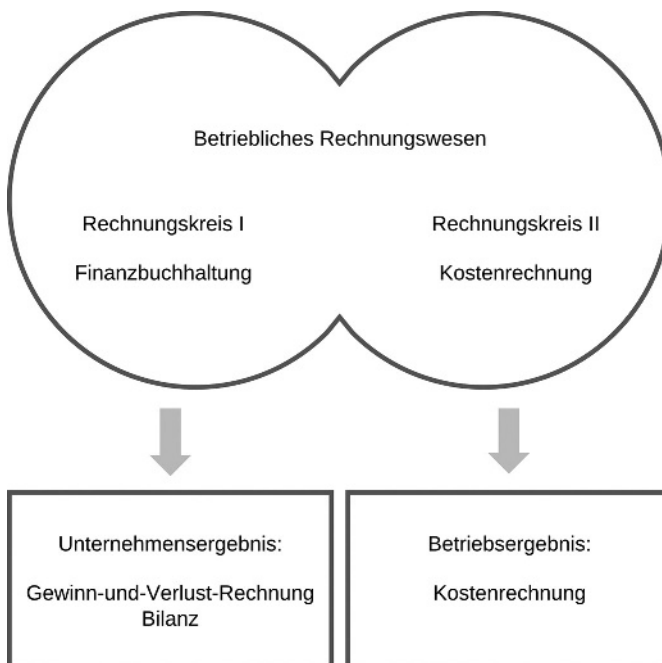 Betriebliches Rechnungswesen
Rechnungskreis I
Finanzbuchhaltung
Rechnungskreis II
Kostenrechnung
Unternehmensergebnis:
Gewinn-und-Verlust-Rechnung
Bilanz
Betriebsergebnis:
Kostenrechnung